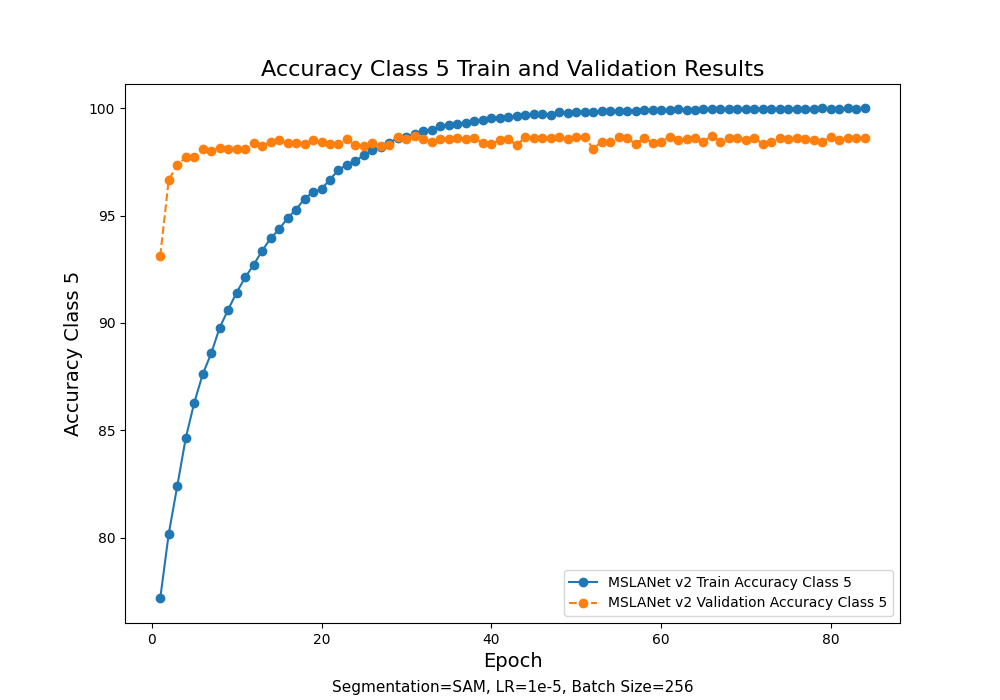 Accuracy Class 5 Train and Validation Results
Accuracy Class 5
100
95
90
85
80
0
20
40
60
80
MSLANet v2 Train Accuracy Class 5
MSLANet v2 Validation Accuracy Class 5
Epoch
Segmentation=SAM, LR=1e-5, Batch Size=256